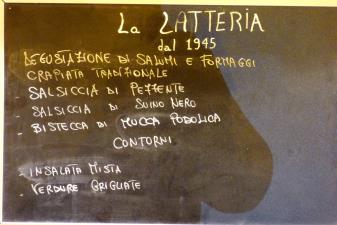 La LATTERIA
dal 1945
DEGUSTAZIONE DI SALUMI E FORMAGGI
CRAPIATA TRADIZIONALE
- SALSICCIA DI PEZZENTE
- SALSICCIA DI SUINO NERO
- BISTECCA DI MUCCA PODOLICA
CONTORNI
- INSALATA MISTA
- VERDURE GRIGLIATE